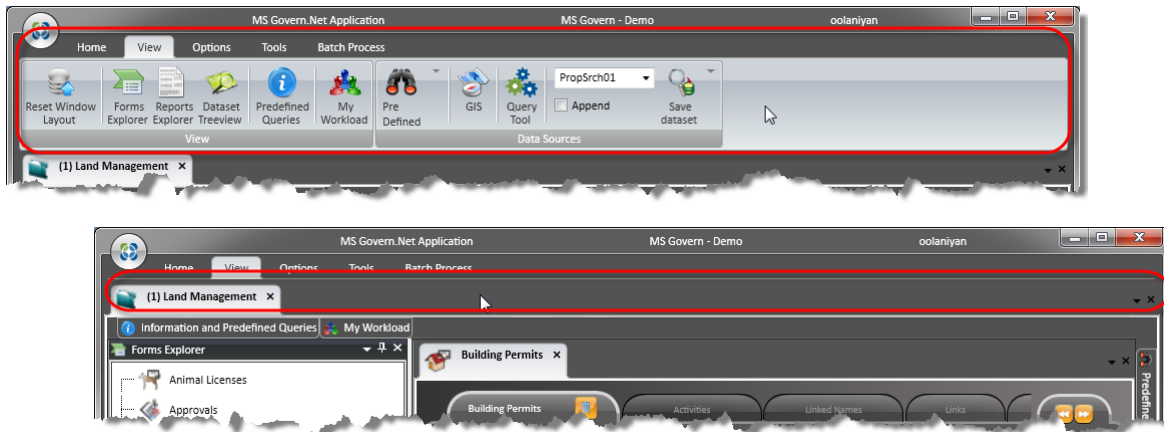 MS Govern.Net Application MS Govern - Demo oolaniyan
Home View Options Tools Batch Process
Reset Window Layout
Forms Explorer
Reports Explorer
Dataset Treeview
Predefined Queries
My Workload
Pre Defined
GIS
Query Tool
PropSrch01
Append
Save dataset
View Data Sources
(1) Land Management
MS Govern.Net Application MS Govern - Demo oolaniyan
Home View Options Tools Batch Process
(1) Land Management
Information and Predefined Queries My Workload
Forms Explorer
Building Permits
Animal Licenses
Approvals
Building Permits Activities Linked Names Links
Predefine